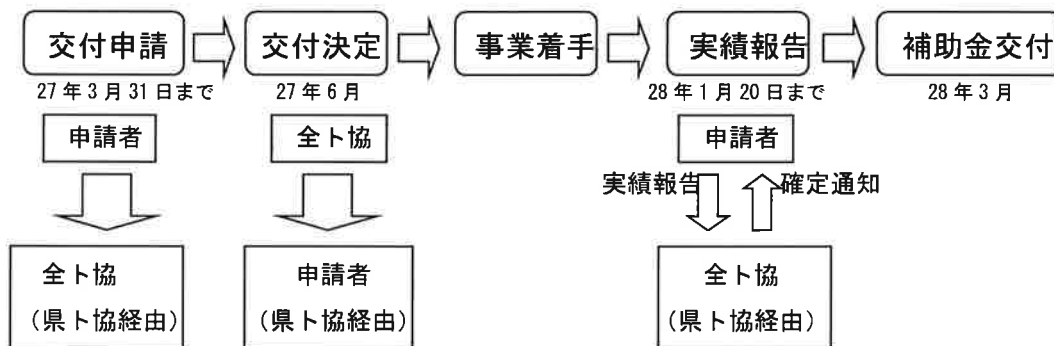 交付申請
交付決定
事業着手
実績報告
補助金交付
27年3月31日まで
27年6月
28年1月20日まで
28年3月
申請者
全ト協
申請者
実績報告
確定通知
全ト協
(県ト協経由)
申請者
(県ト協経由)
全ト協
(県ト協経由)